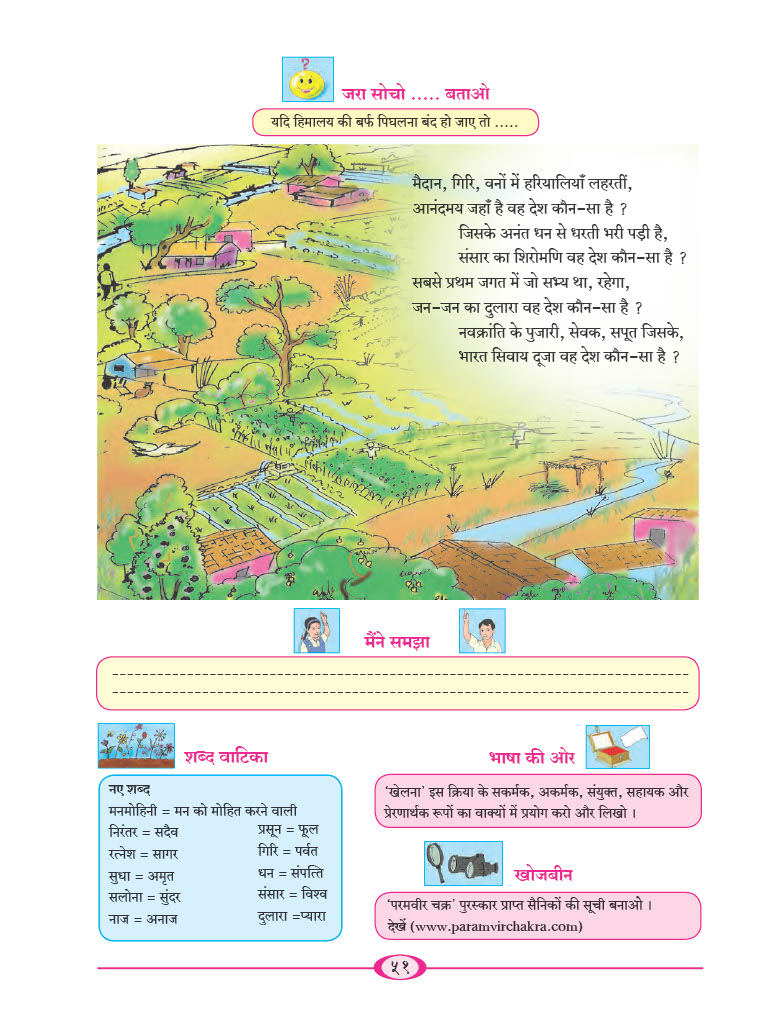 ?
जरा सोचो ..... बताओ
यदि हिमालय की बर्फ पिघलना बंद हो जाए तो .....
मैदान, गिरि, वनों में हरियालियाँ लहरतीं,
आनंदमय जहाँ है वह देश कौन-सा है ?
जिसके अनंत धन से धरती भरी पड़ी है,
संसार का शिरोमणि वह देश कौन-सा है ?
सबसे प्रथम जगत में जो सभ्य था, रहेगा,
जन-जन का दुलारा वह देश कौन-सा है ?
नवक्रांति के पुजारी, सेवक, सपूत जिसके,
भारत सिवाय दूजा वह देश कौन-सा है ?
मैंने समझा
शब्द वाटिका
नए शब्द
मनमोहिनी = मन को मोहित करने वाली
निरंतर = सदैव
रत्नेश = सागर
सुधा = अमृत
सलोना = सुंदर
नाज = अनाज
प्रसून = फूल
गिरि = पर्वत
धन = संपत्ति
संसार = विश्व
दुलारा =प्यारा
भाषा की ओर
‘खेलना’ इस क्रिया के सकर्मक, अकर्मक, संयुक्त, सहायक और
प्रेरणार्थक रूपों का वाक्यों में प्रयोग करो और लिखो ।
खोजबीन
‘परमवीर चक्र’ पुरस्कार प्राप्त सैनिकों की सूची बनाओ ।
देखें (www.paramvirchakra.com)
५१